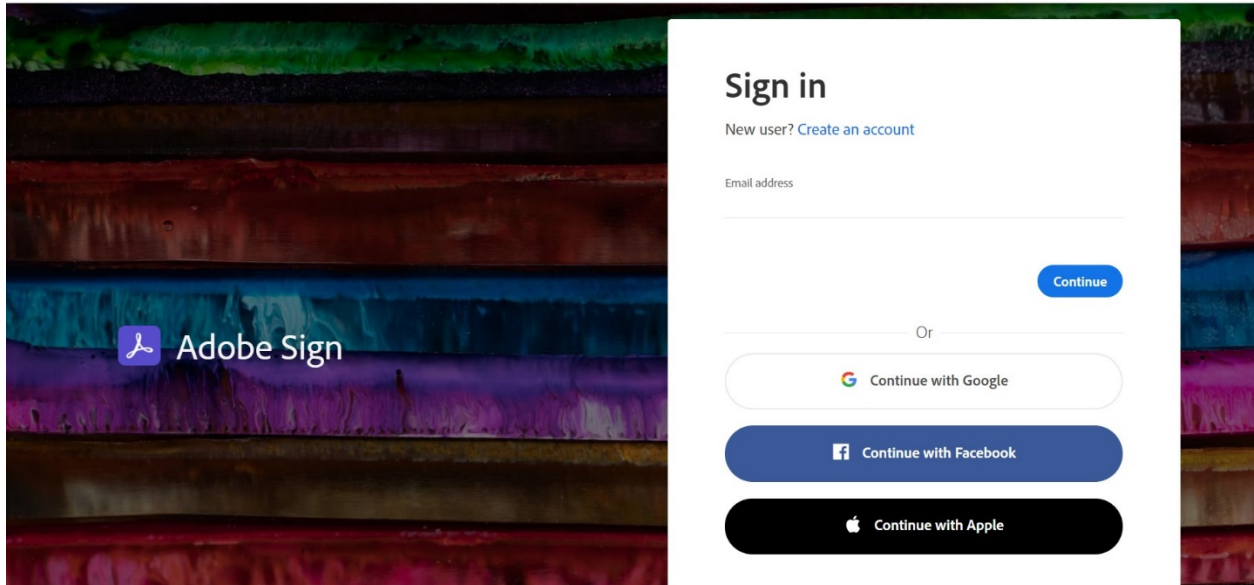 Adobe Sign
Sign in
New user? Create an account
Email address
Continue
Or
Continue with Google
Continue with Facebook
Continue with Apple